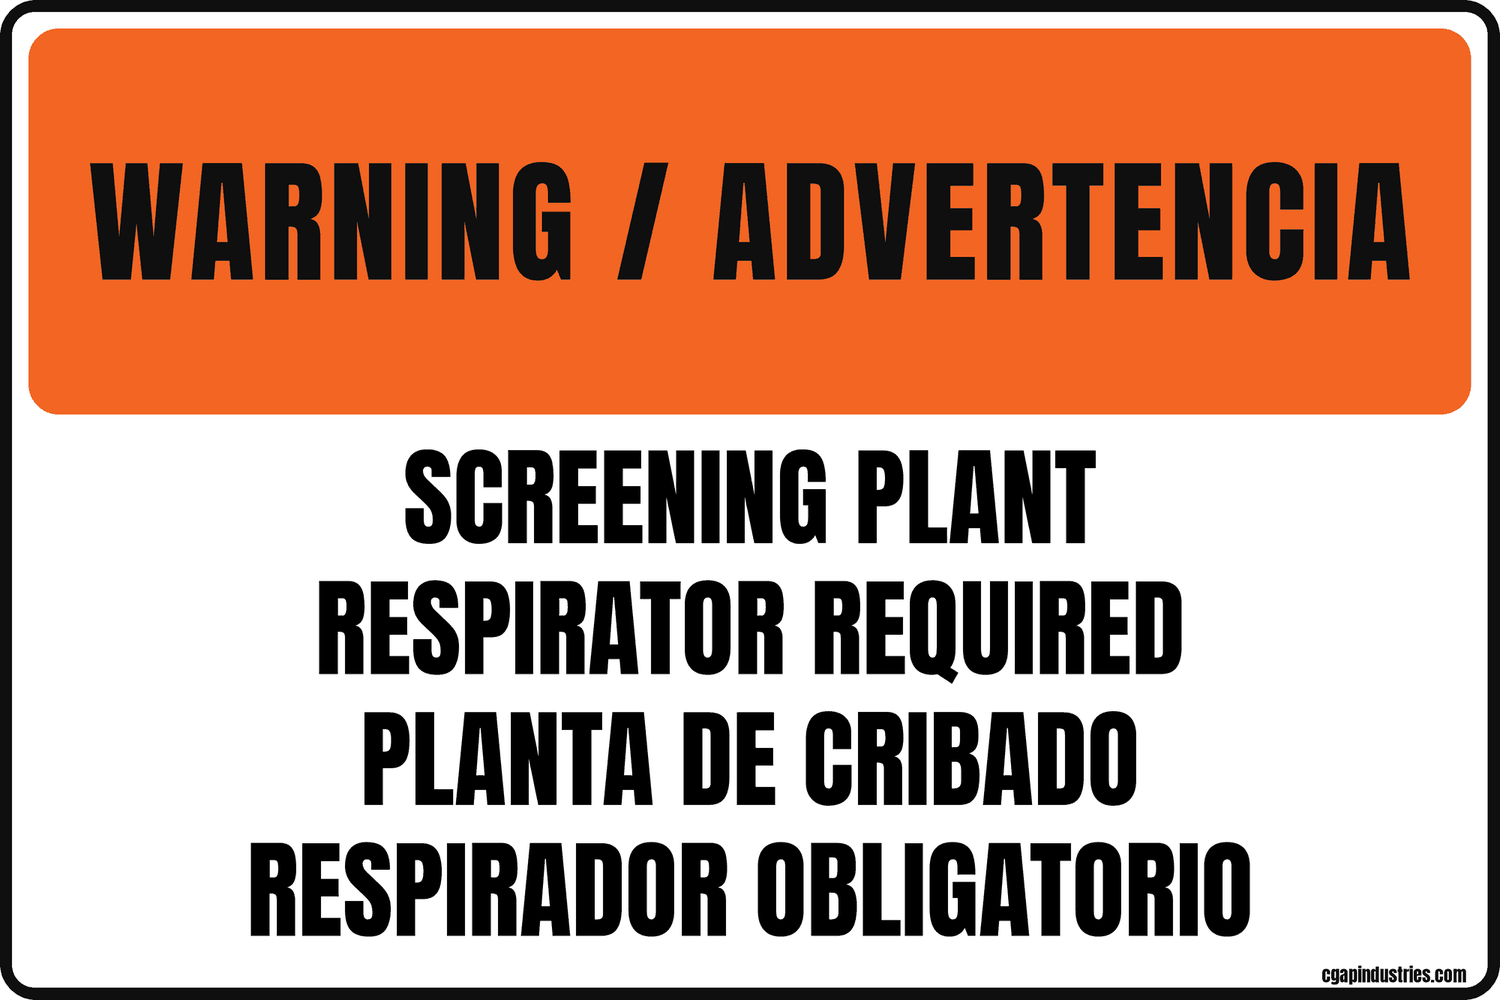 WARNING / ADVERTENCIA
SCREENING PLANT
RESPIRATOR REQUIRED
PLANTA DE CRIBADO
RESPIRADOR OBLIGATORIO
cgapindustries.com